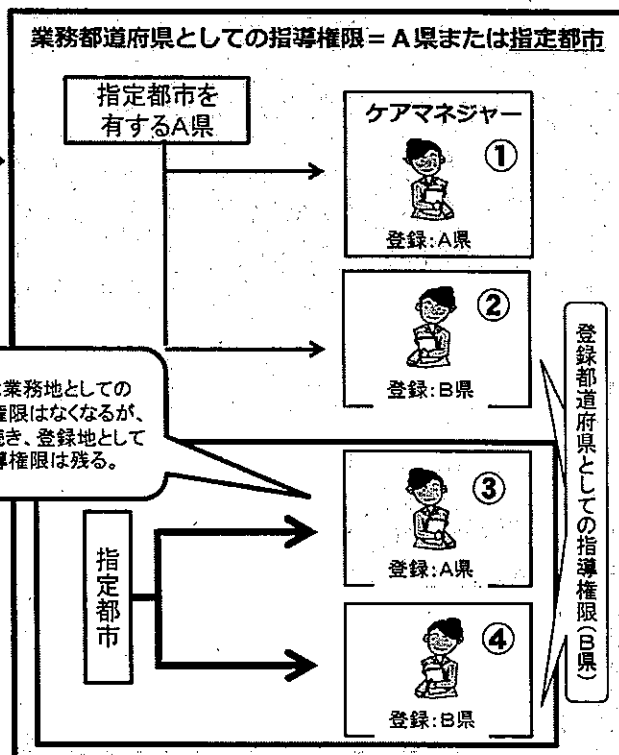 業務都道府県としての指導権限=A県または指定都市
指定都市を
有するA県
ケアマネジャー
①
登録:A県
②
登録:B県
業務地としての
権限はなくなるが、
き、登録地として
導権限は残る。
③
登録:A県
指定都市
④
登録:B県
登録都道府県としての指導権限(B県)